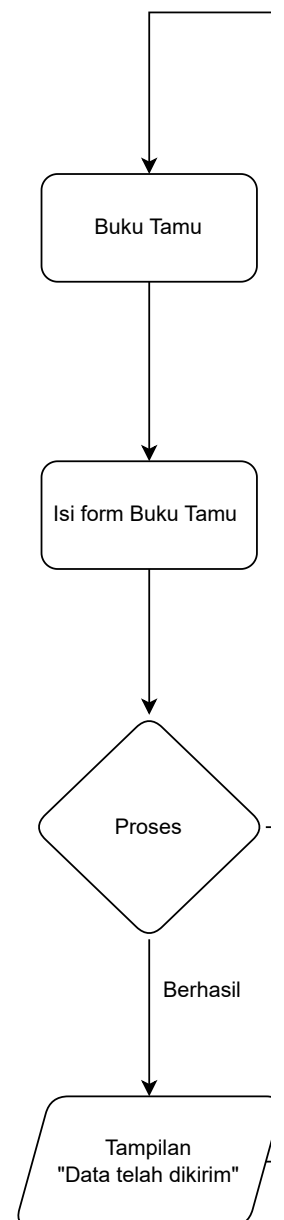 Buku Tamu
Isi form Buku Tamu
Proses
Berhasil
Tampilan
"Data telah dikirim"